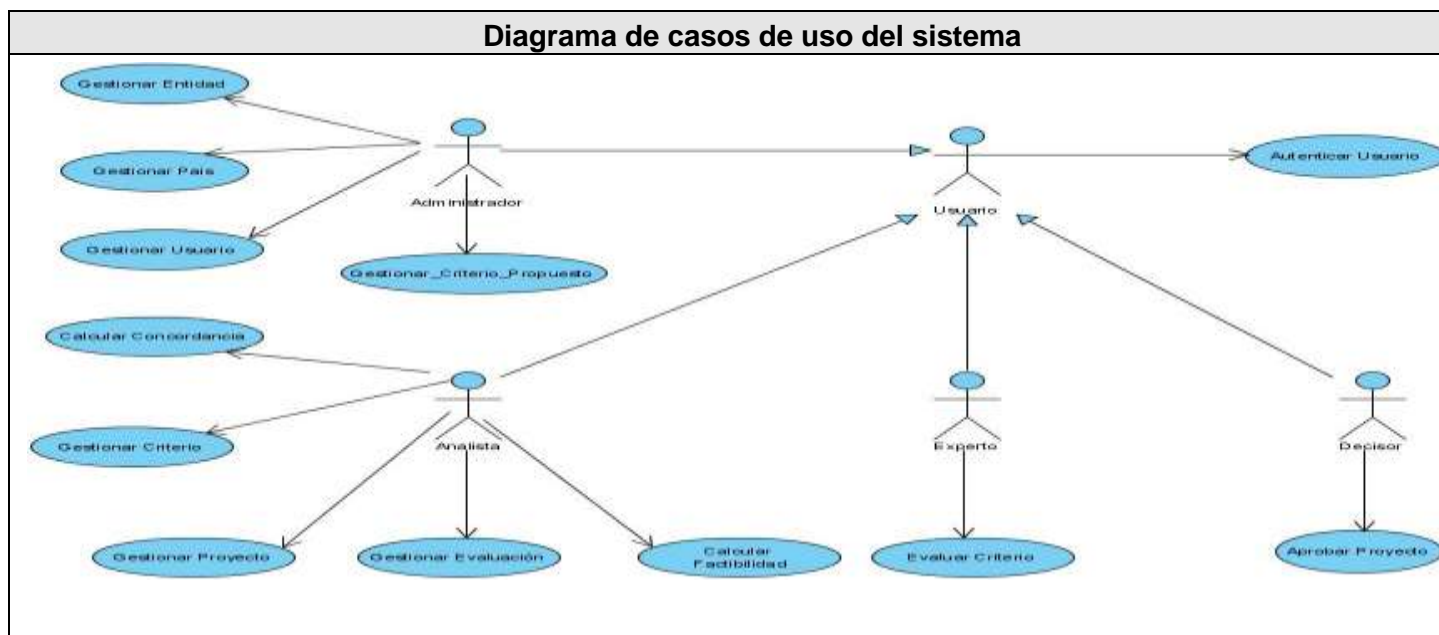 Diagrama de casos de uso del sistema
Gestionar Entidad
Gestionar País
Autenticar Usuario
Administrador
Usuario
Gestionar Usuario
Gestionar_Criterio_Propuesto
Calcular Concordancia
Gestionar Criterio
Analista
Experto
Decisor
Gestionar Proyecto
Gestionar Evaluación
Calcular
Factibilidad
Evaluar Criterio
Aprobar Proyecto